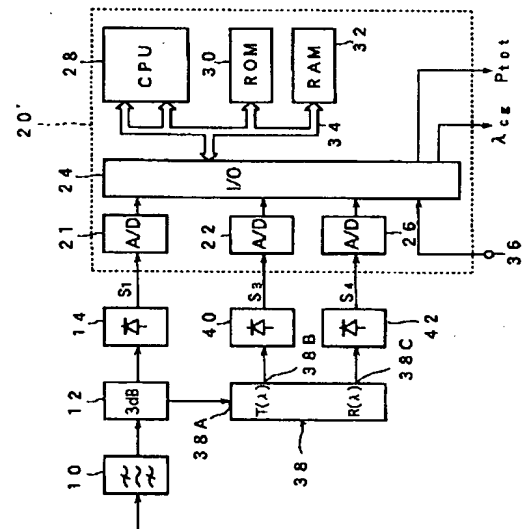 20'
28
CPU
30
ROM
32
RAM
34
24
I/O
21
A/D
22
A/D
26
A/D
14
S1
40
S3
42
S4
12
3dB
10
38A
T(λ)
38B
R(λ)
38C
38
36
λcg
Ptot